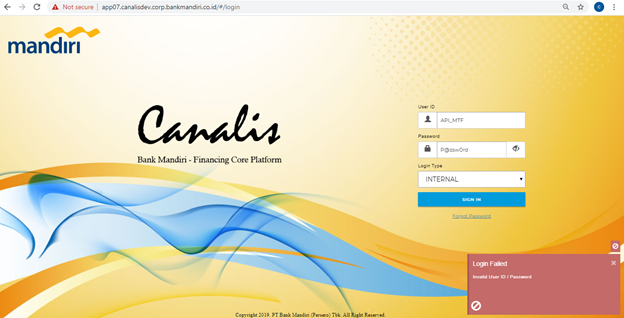 Not secure | app07.canalisdev.corp.bankmandiri.co.id/#/login
c
mandiri
Canalis
Bank Mandiri - Financing Core Platform
User ID
API_MTF
Password
P@ssw0rd
Login Type
INTERNAL
SIGN IN
Forgot Password
Login Failed
×
Invalid User ID / Password
Copyright 2019. PT Bank Mandiri (Persero) Tbk. All Right Reserved.